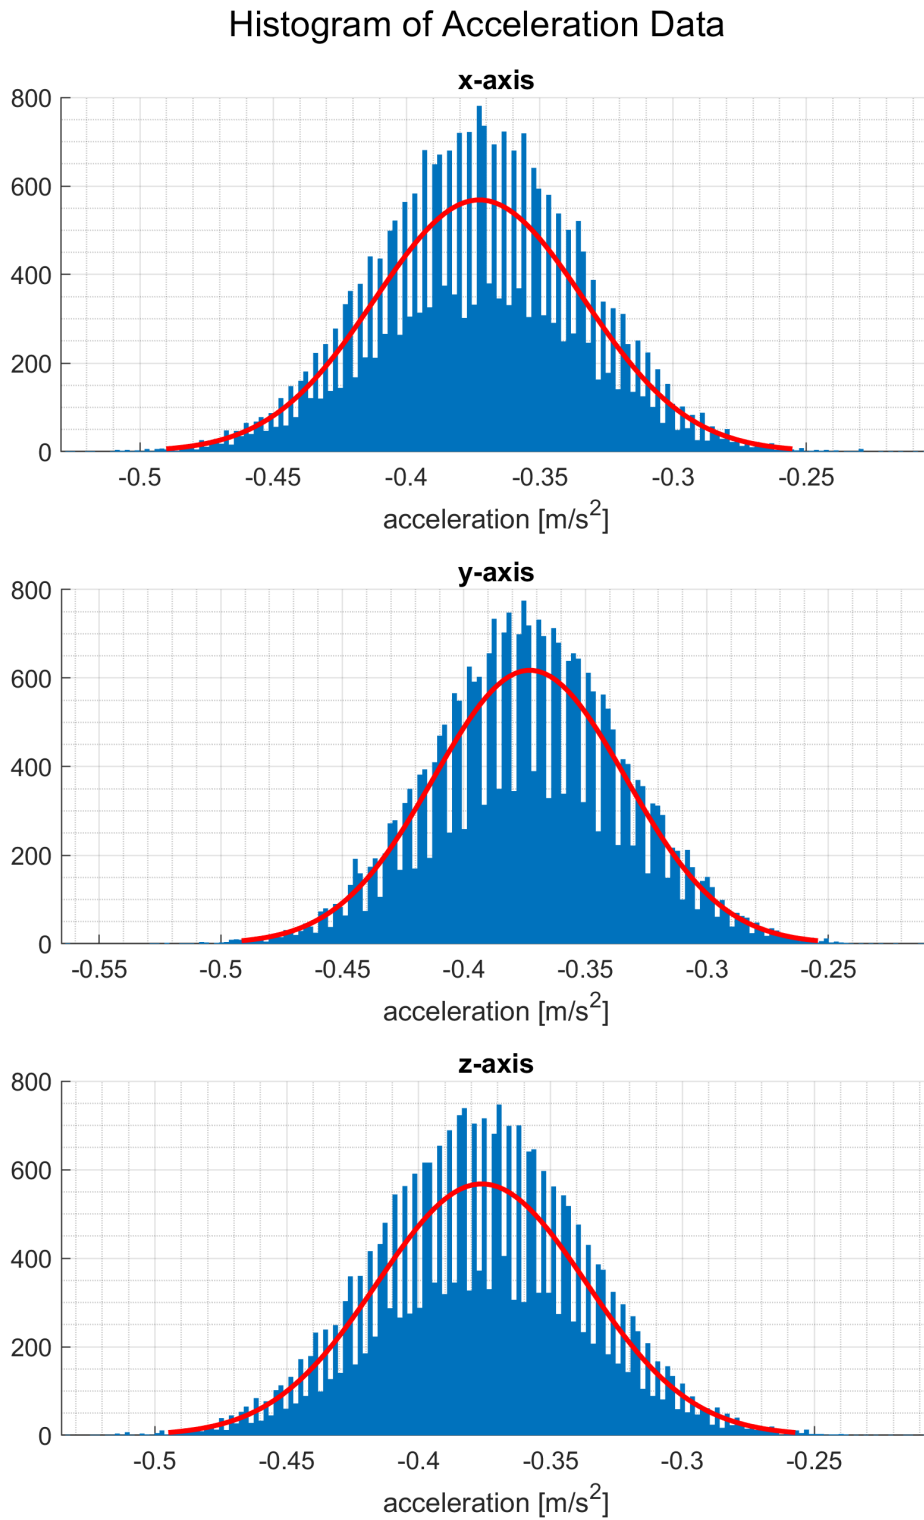 Histogram of Acceleration Data
x-axis
800
600
400
200
0
-0.5 -0.45 -0.4 -0.35 -0.3 -0.25
acceleration [m/s²]
y-axis
800
600
400
200
0
-0.55 -0.5 -0.45 -0.4 -0.35 -0.3 -0.25
acceleration [m/s²]
z-axis
800
600
400
200
0
-0.5 -0.45 -0.4 -0.35 -0.3 -0.25
acceleration [m/s²]